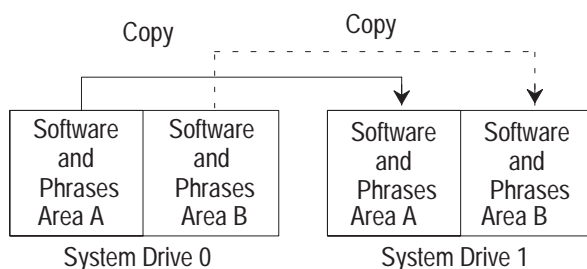 Copy
Copy
Software
and
Phrases
Area A
Software
and
Phrases
Area B
Software
and
Phrases
Area A
Software
and
Phrases
Area B
System Drive 0
System Drive 1